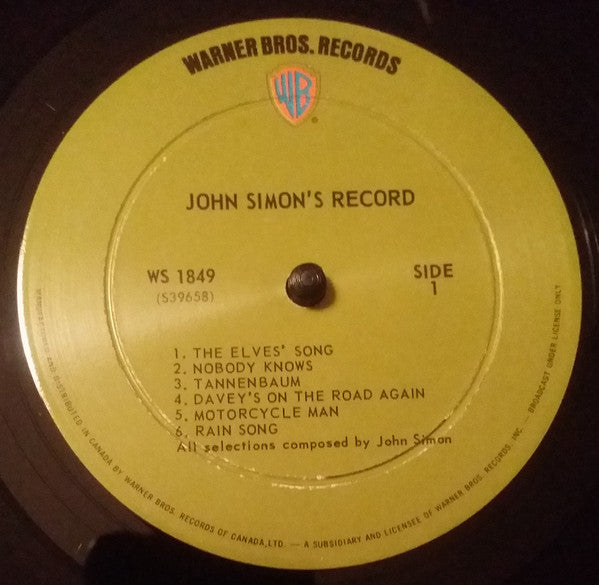 WARNER BROS. RECORDS
WB
JOHN SIMON'S RECORD
WS 1849
(S39658)
SIDE
1
1. THE ELVES' SONG
2. NOBODY KNOWS
3. TANNENBAUM
4. DAVEY'S ON THE ROAD AGAIN
5. MOTORCYCLE MAN
6. RAIN SONG
All selections composed by John Simon
AND DISTRIBUTED IN CANADA BY WARNER BROS. RECORDS OF CANADA, LTD. — A SUBSIDIARY AND LICENSEE OF WARNER BROS. RECORDS, INC. — BROADCAST UNDER LICENSE ONLY